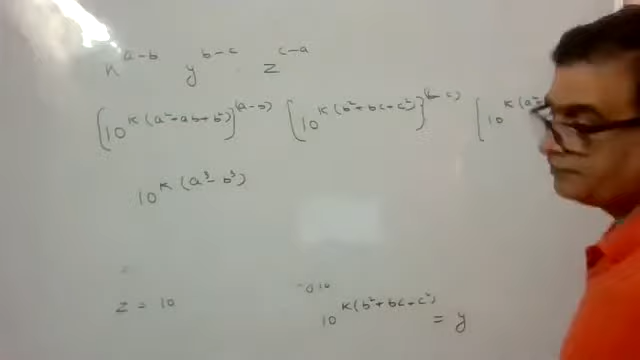 x^{a-b} y^{b-c} z^{c-a}
[10^{K(a²+ab+b²)}]^{(a-b)} [10^{K(b²+bc+c²)}]^{(b-c)} [10^{K(a²
10^{K(a³-b³)}
10^{K(b²+bc+c²)} = y
z = 10